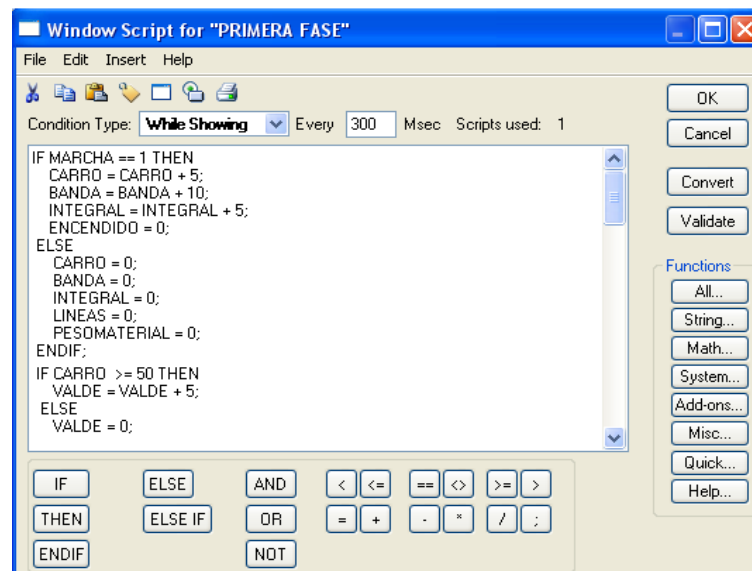 Window Script for "PRIMERA FASE"
File Edit Insert Help
Condition Type: While Showing Every 300 Msec Scripts used: 1
IF MARCHA == 1 THEN
CARRO = CARRO + 5;
BANDA = BANDA + 10;
INTEGRAL = INTEGRAL + 5;
ENCENDIDO = 0;
ELSE
CARRO = 0;
BANDA = 0;
INTEGRAL = 0;
LINEAS = 0;
PESOMATERIAL = 0;
ENDIF;
IF CARRO >= 50 THEN
VALDE = VALDE + 5;
ELSE
VALDE = 0;
OK
Cancel
Convert
Validate
Functions
All...
String...
Math...
System...
Add-ons...
Misc...
Quick...
Help...
IF ELSE AND < <= == <> >= >
THEN ELSE IF OR = + - * / ;
ENDIF NOT